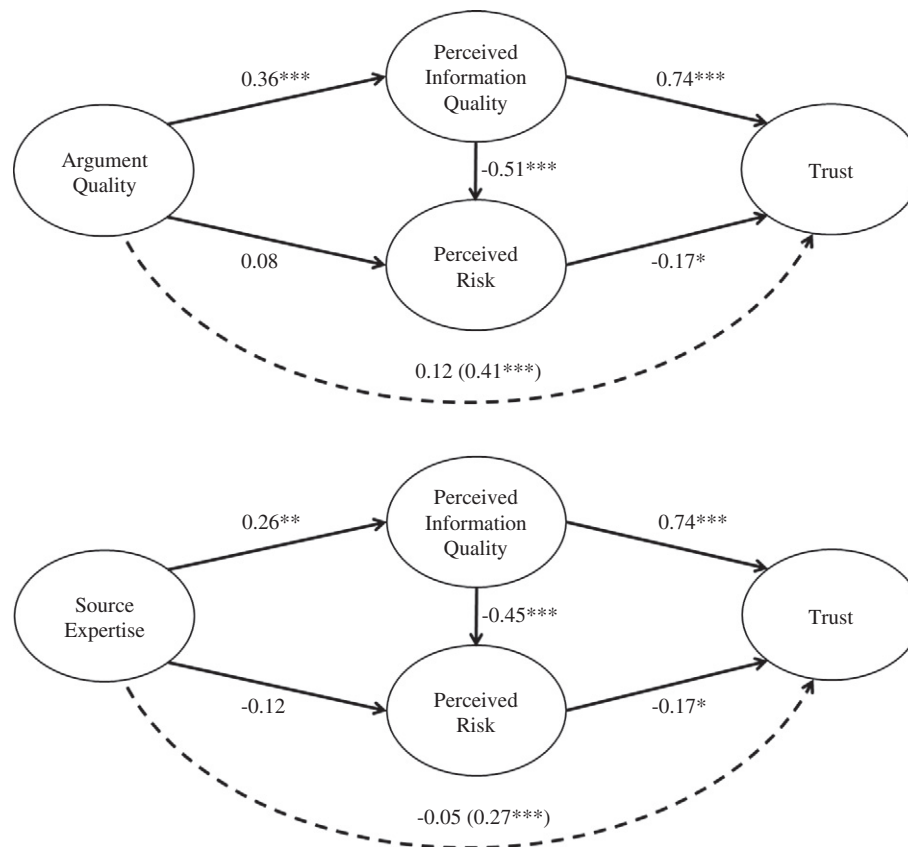 Perceived
Information
Quality
0.36***
0.74***
Argument
Quality
-0.51***
Trust
Perceived
Risk
0.08
-0.17*
0.12 (0.41***)
Perceived
Information
Quality
0.26**
0.74***
Source
Expertise
-0.45***
Trust
Perceived
Risk
-0.12
-0.17*
-0.05 (0.27***)